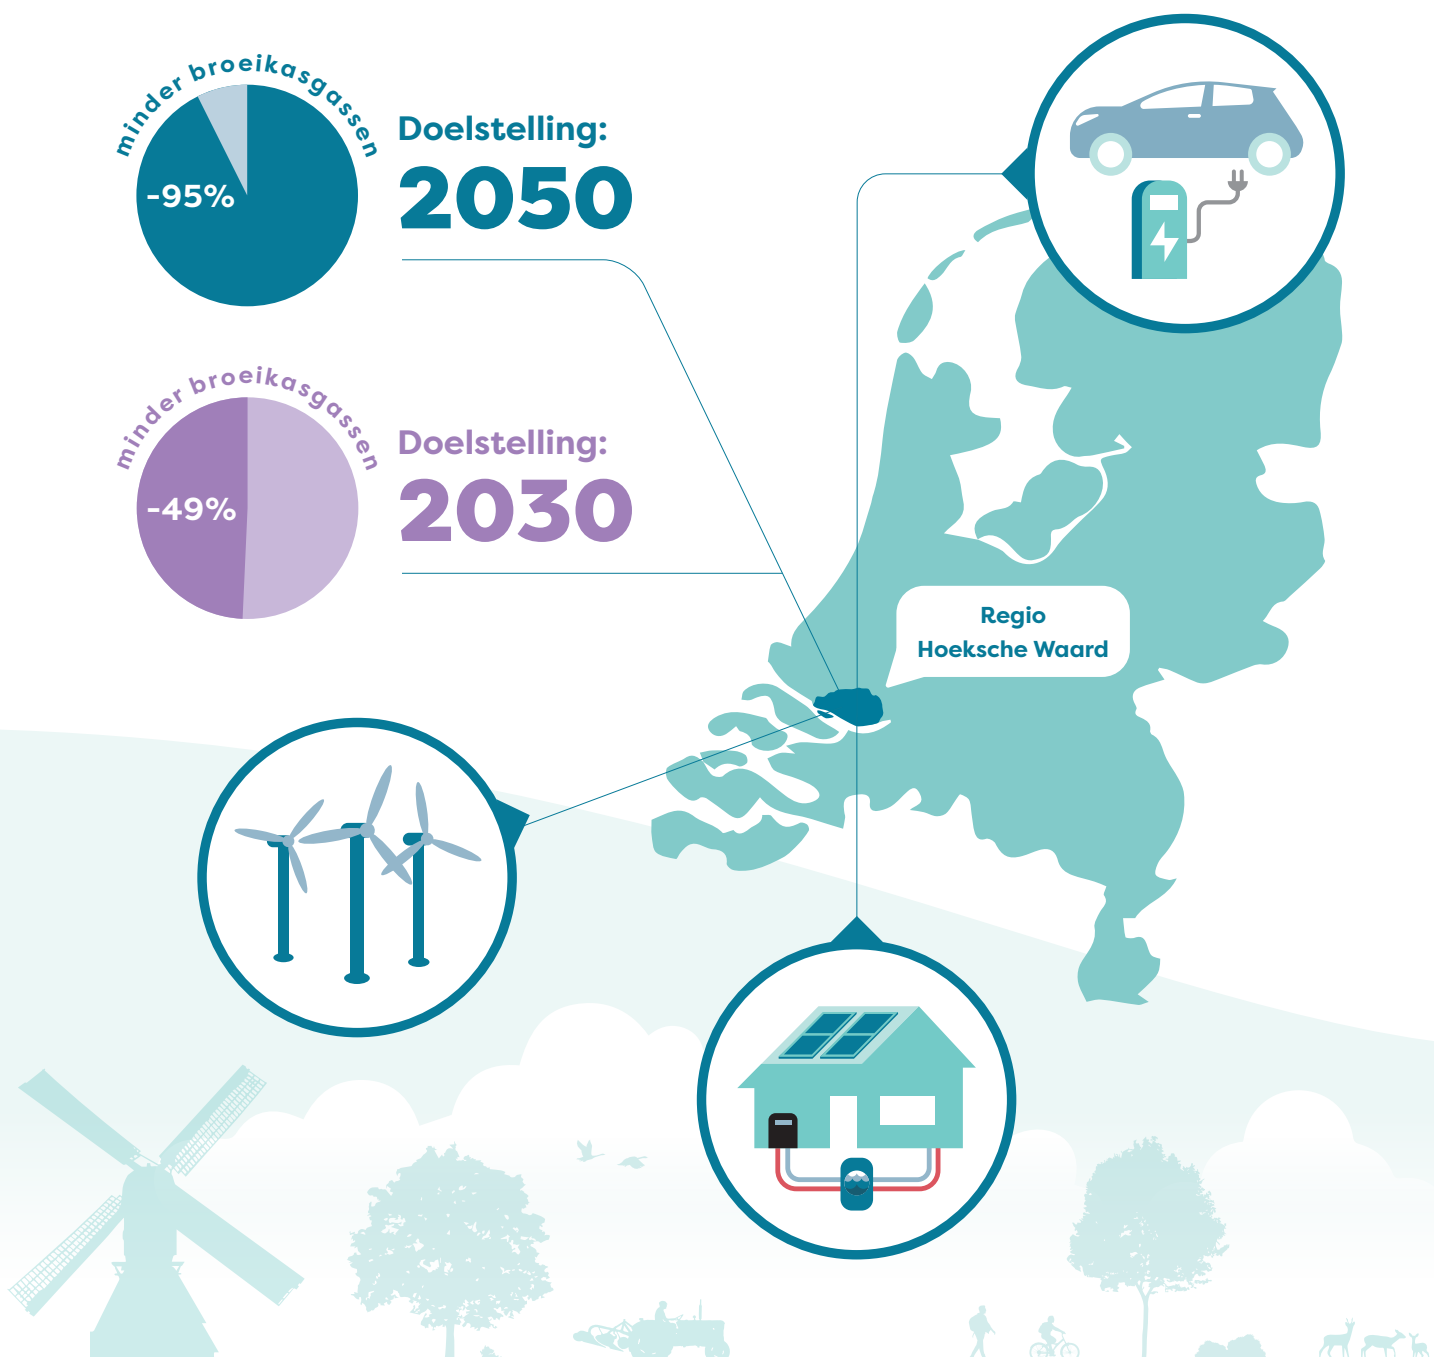 minder broeikasgassen
-95%
Doelstelling:
2050
minder broeikasgassen
-49%
Doelstelling:
2030
Regio
Hoeksche Waard